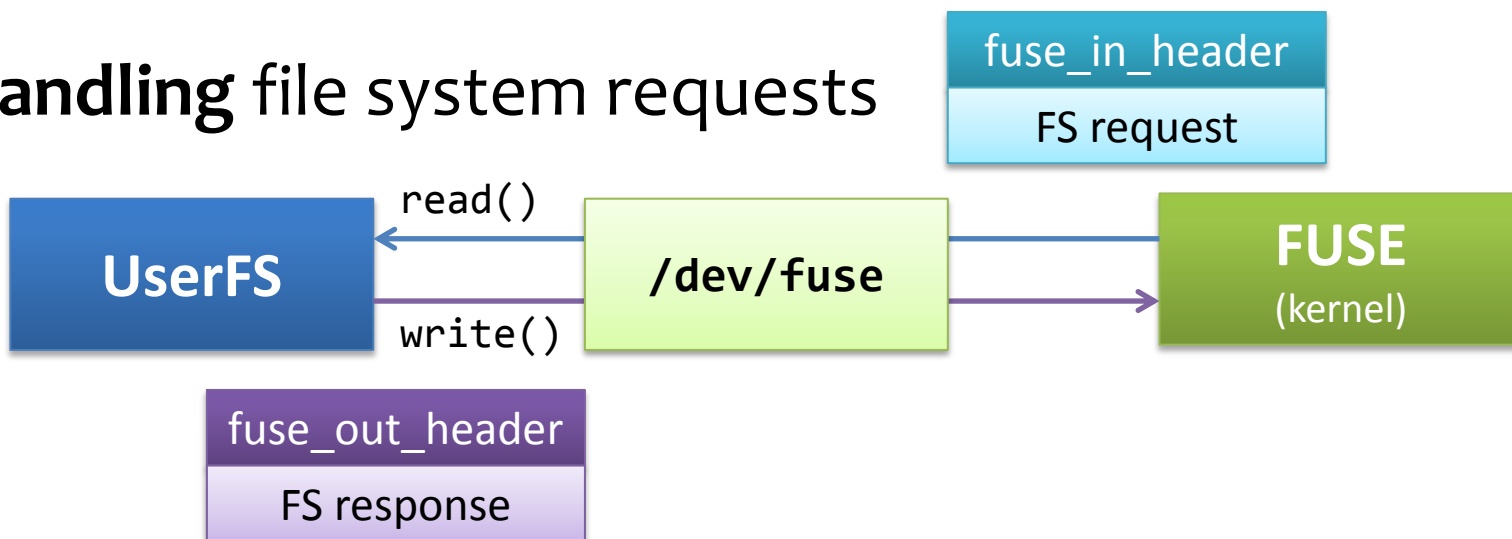 andling file system requests
fuse_in_header
FS request
read()
UserFS
/dev/fuse
FUSE
(kernel)
write()
fuse_out_header
FS response